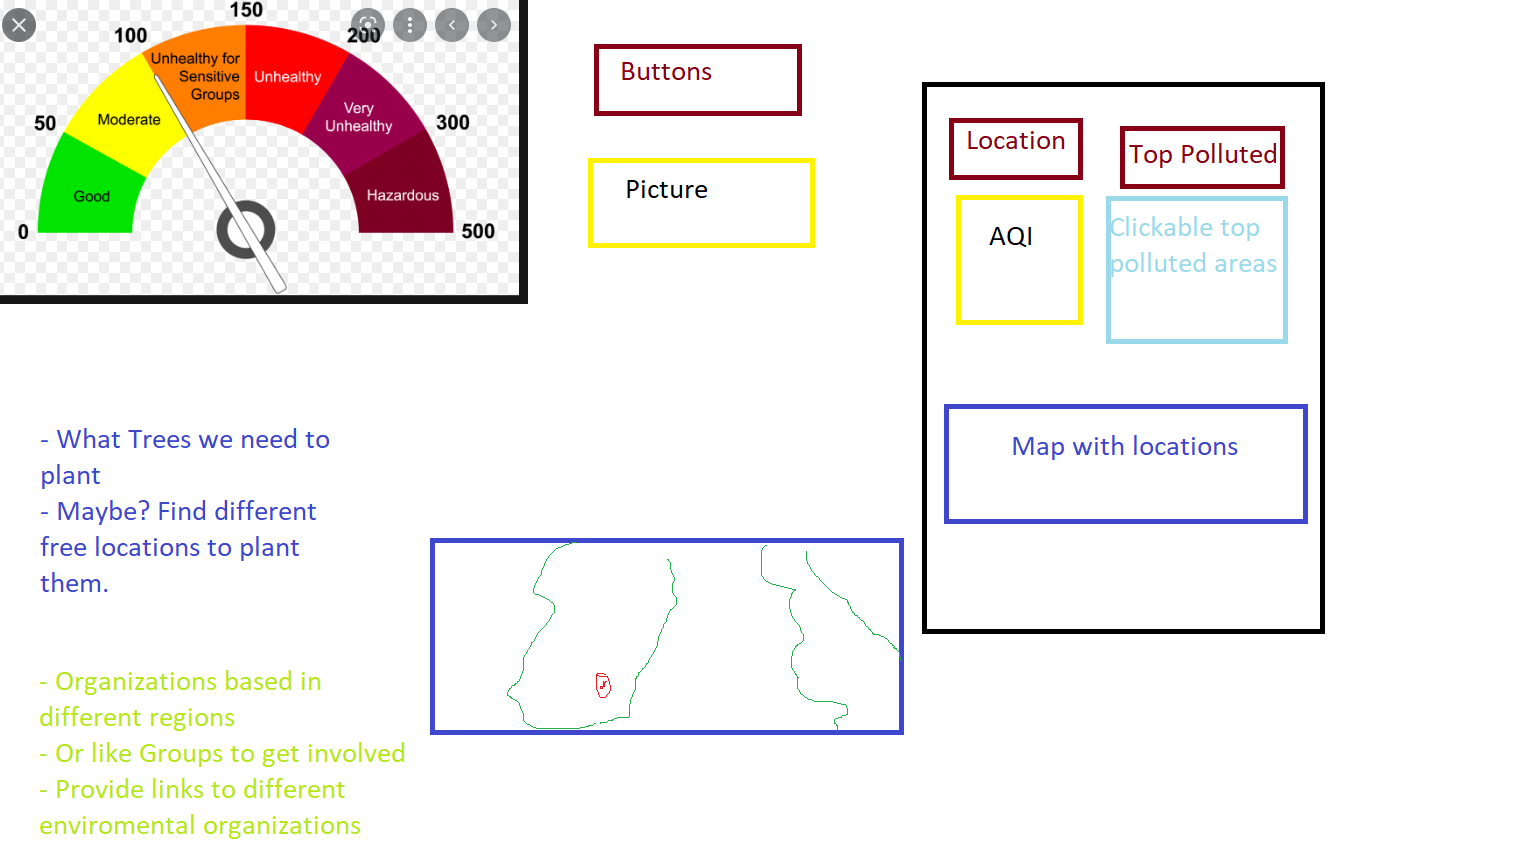 150
100
200
Unhealthy for
Sensitive
Groups
Unhealthy
50
Moderate
Very
Unhealthy
300
Good
Hazardous
0
500
Buttons
Picture
Location
Top Polluted
AQI
Clickable top
polluted areas
Map with locations
- What Trees we need to
plant
- Maybe? Find different
free locations to plant
them.
- Organizations based in
different regions
- Or like Groups to get involved
- Provide links to different
enviromental organizations